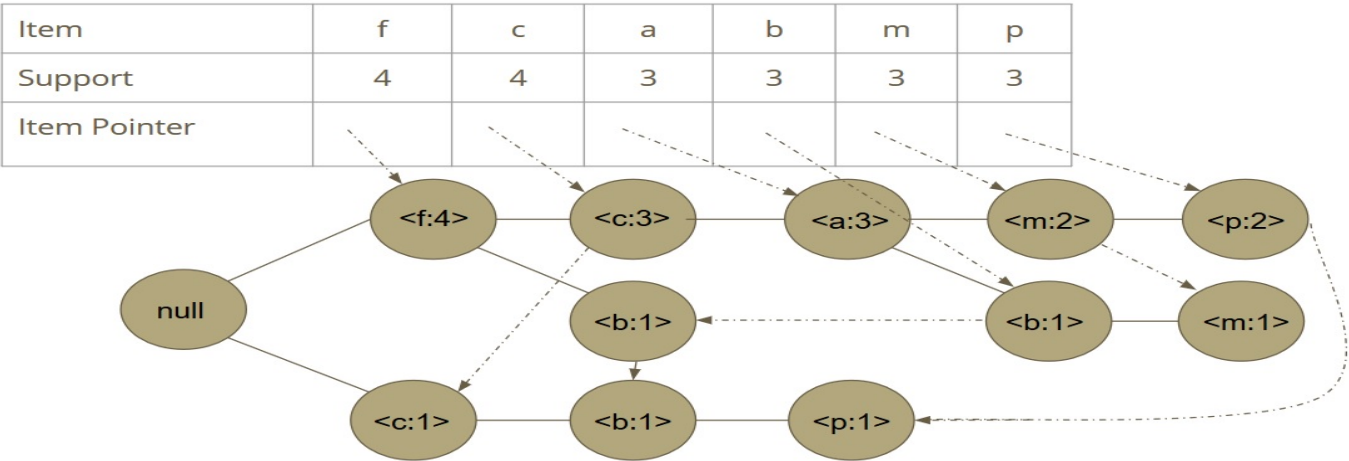 Item f c a b m p
Support 4 4 3 3 3 3
Item Pointer
<f:4> <c:3> <a:3> <m:2> <p:2>
null <b:1> <b:1> <m:1>
<c:1> <b:1> <p:1>